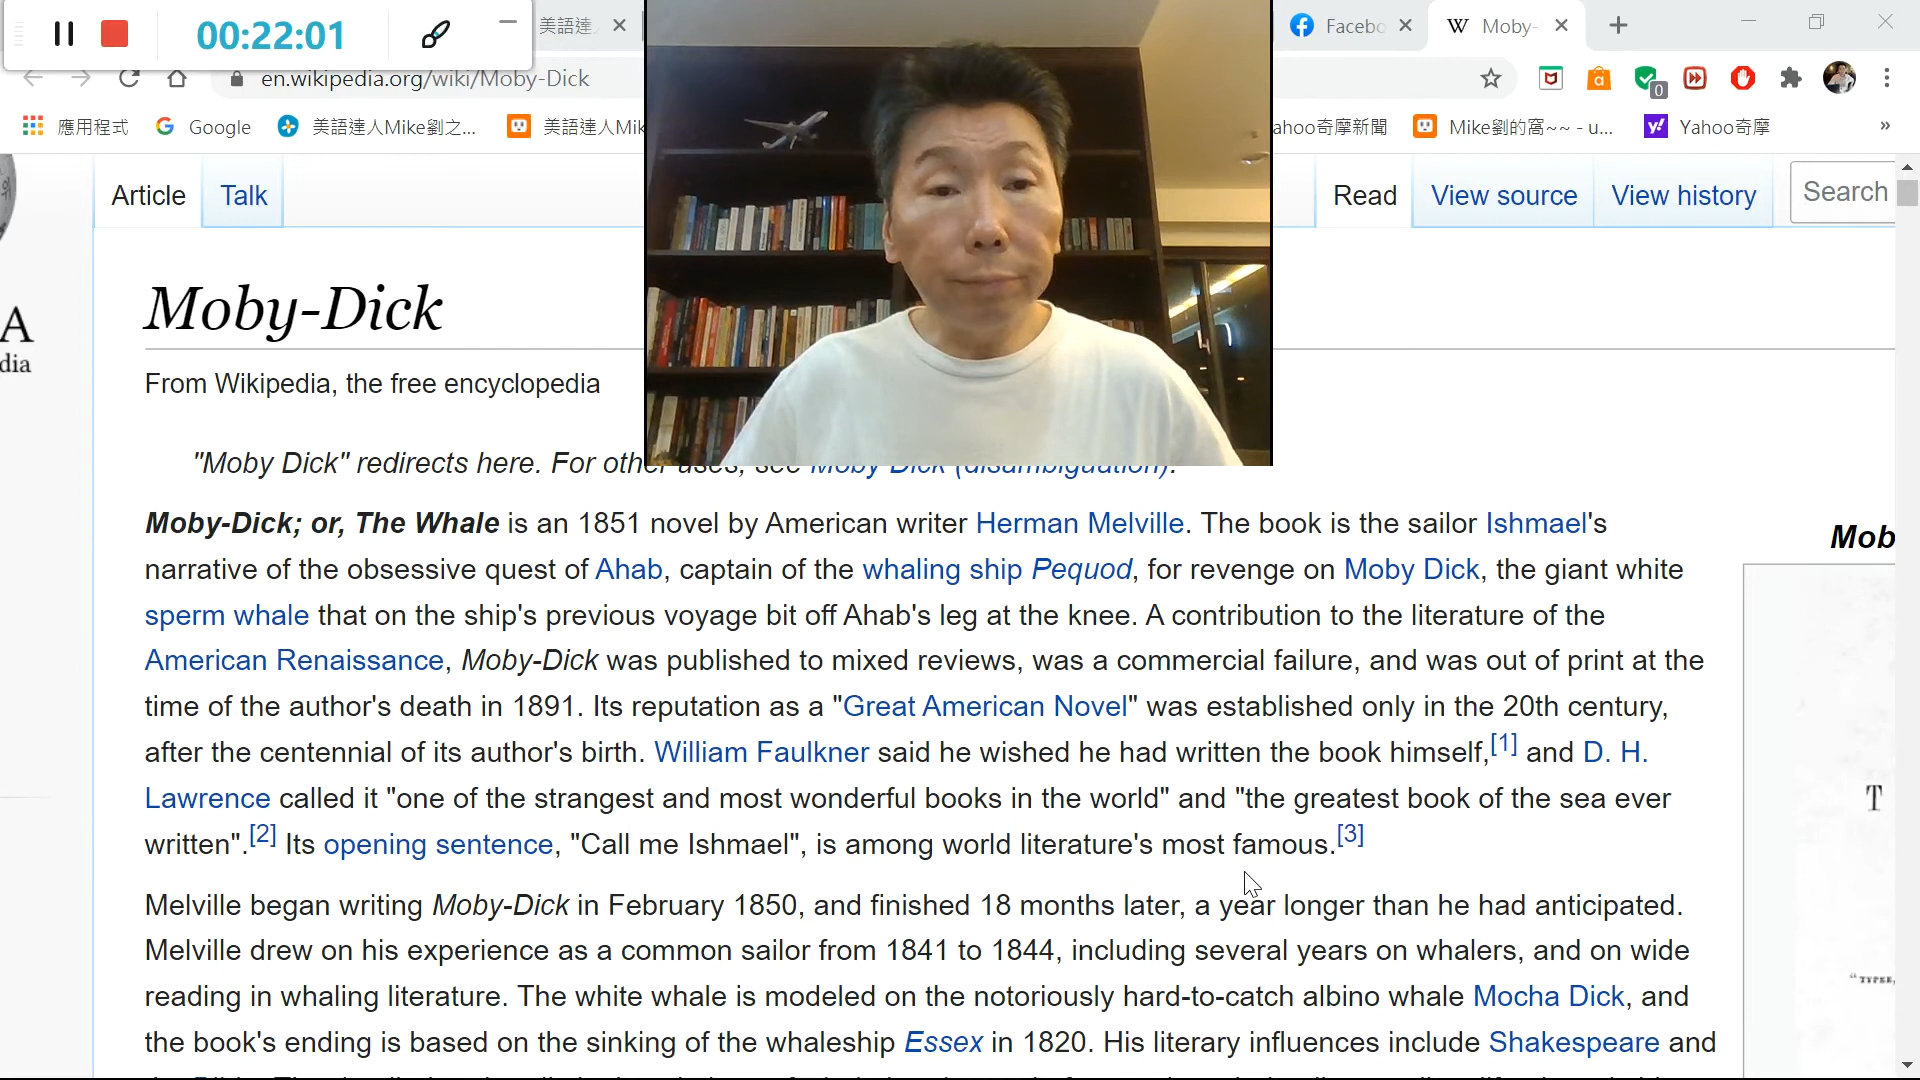 00:22:01
美語達
Facebo
W Moby-
en.wikipedia.org/wiki/Moby-Dick
0
應用程式
Google
美語達人Mike劉之...
美語達人Mik
ahoo奇摩新聞
Mike劉的窩~~ - u...
Yahoo奇摩
»
Article
Talk
Read
View source
View history
Search
A
dia
Moby-Dick
From Wikipedia, the free encyclopedia
"Moby Dick" redirects here. For other uses, see Moby Dick (disambiguation).
Mob
Moby-Dick; or, The Whale is an 1851 novel by American writer Herman Melville. The book is the sailor Ishmael's
narrative of the obsessive quest of Ahab, captain of the whaling ship Pequod, for revenge on Moby Dick, the giant white
sperm whale that on the ship's previous voyage bit off Ahab's leg at the knee. A contribution to the literature of the
American Renaissance, Moby-Dick was published to mixed reviews, was a commercial failure, and was out of print at the
time of the author's death in 1891. Its reputation as a "Great American Novel" was established only in the 20th century,
after the centennial of its author's birth. William Faulkner said he wished he had written the book himself,[1] and D. H.
Lawrence called it "one of the strangest and most wonderful books in the world" and "the greatest book of the sea ever
written".[2] Its opening sentence, "Call me Ishmael", is among world literature's most famous.[3]
T
"TYPEE,
Melville began writing Moby-Dick in February 1850, and finished 18 months later, a year longer than he had anticipated.
Melville drew on his experience as a common sailor from 1841 to 1844, including several years on whalers, and on wide
reading in whaling literature. The white whale is modeled on the notoriously hard-to-catch albino whale Mocha Dick, and
the book's ending is based on the sinking of the whaleship Essex in 1820. His literary influences include Shakespeare and